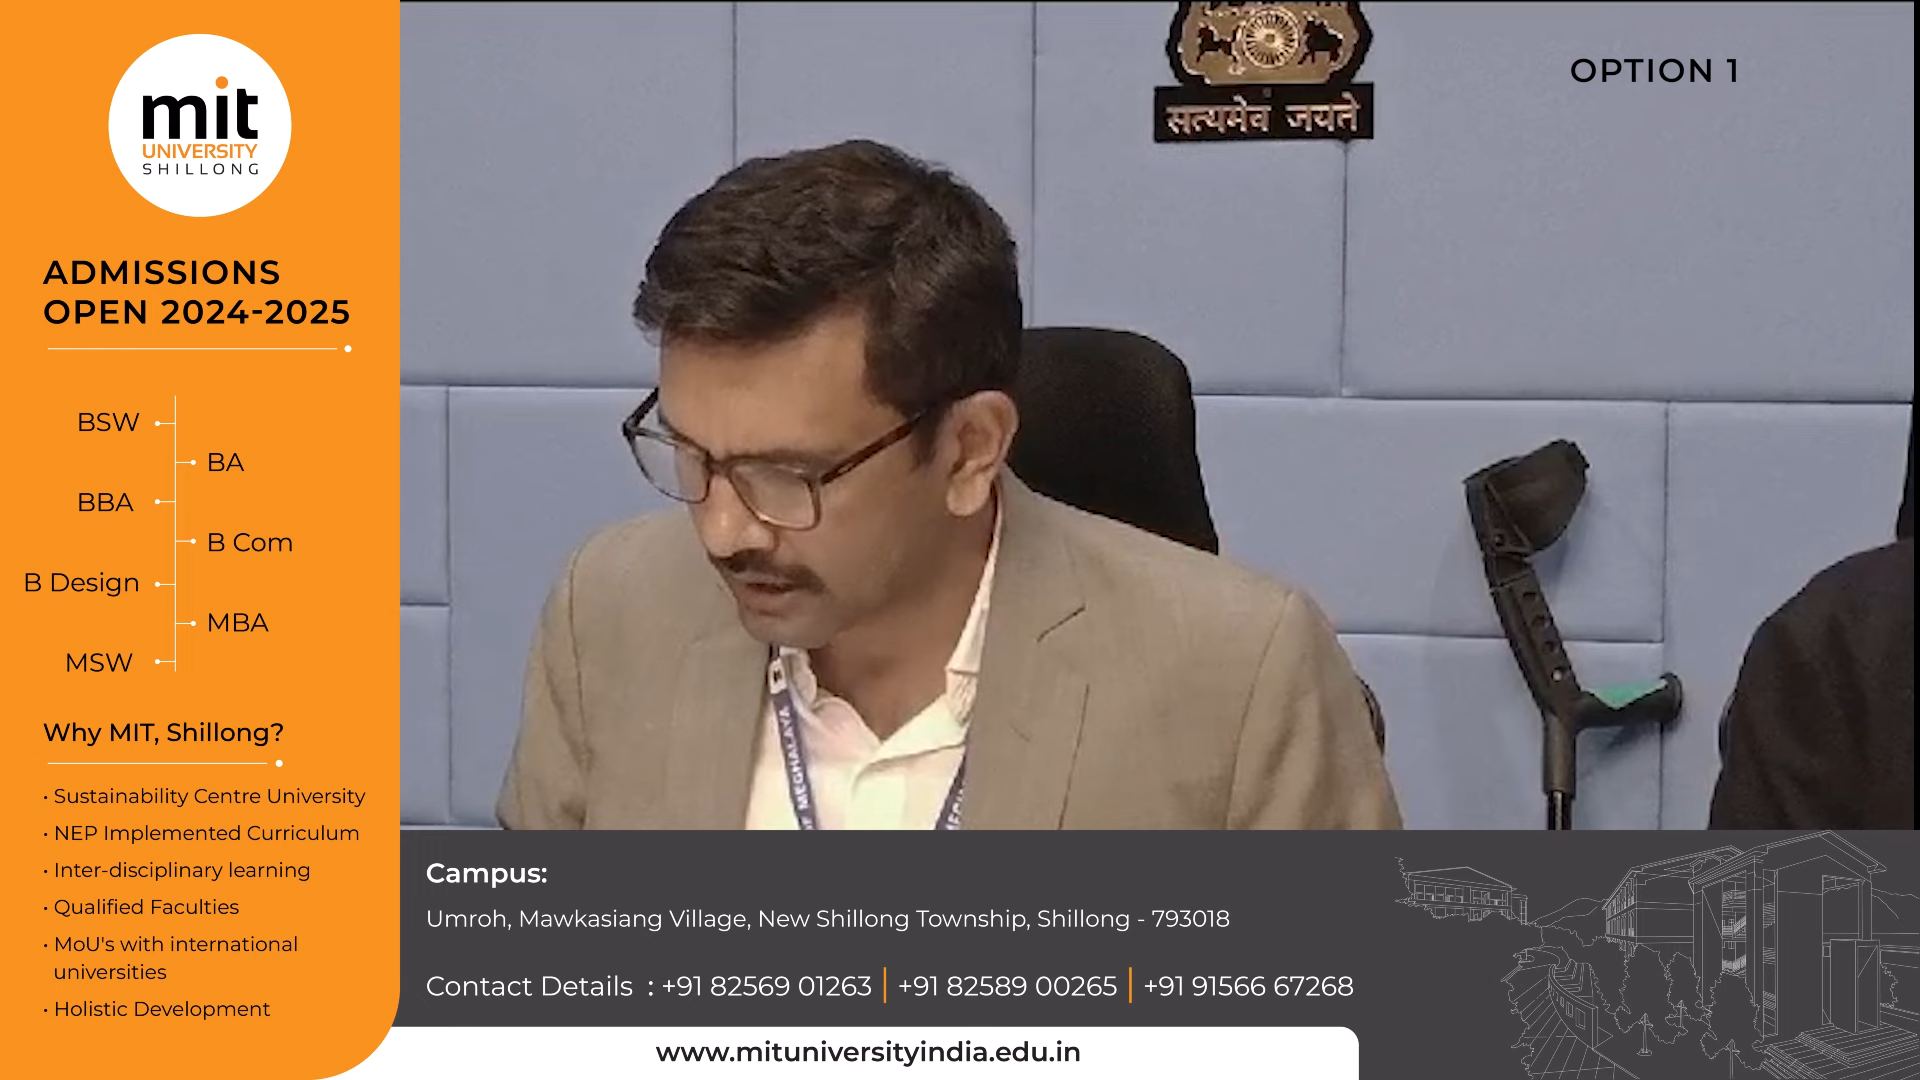 mit
UNIVERSITY
SHILLONG
ADMISSIONS
OPEN 2024-2025
BSW
BA
BBA
B Com
B Design
MBA
MSW
Why MIT, Shillong?
• Sustainability Centre University
• NEP Implemented Curriculum
• Inter-disciplinary learning
• Qualified Faculties
• MoU's with international
universities
• Holistic Development
OPTION 1
सत्यमेव जयते
MEGHALAYA
Campus:
Umroh, Mawkasiang Village, New Shillong Township, Shillong - 793018
Contact Details : +91 82569 01263 | +91 82589 00265 | +91 91566 67268
www.mituniversityindia.edu.in